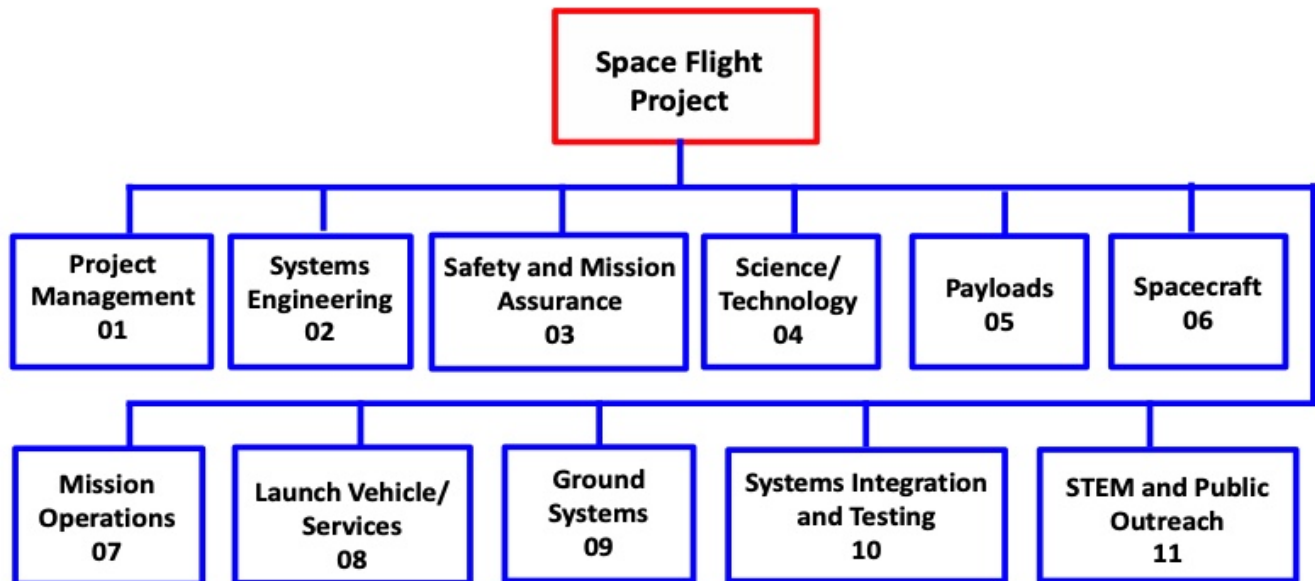 Space Flight
Project
Project
Management
01
Systems
Engineering
02
Safety and Mission
Assurance
03
Science/
Technology
04
Payloads
05
Spacecraft
06
Mission
Operations
07
Launch Vehicle/
Services
08
Ground
Systems
09
Systems Integration
and Testing
10
STEM and Public
Outreach
11